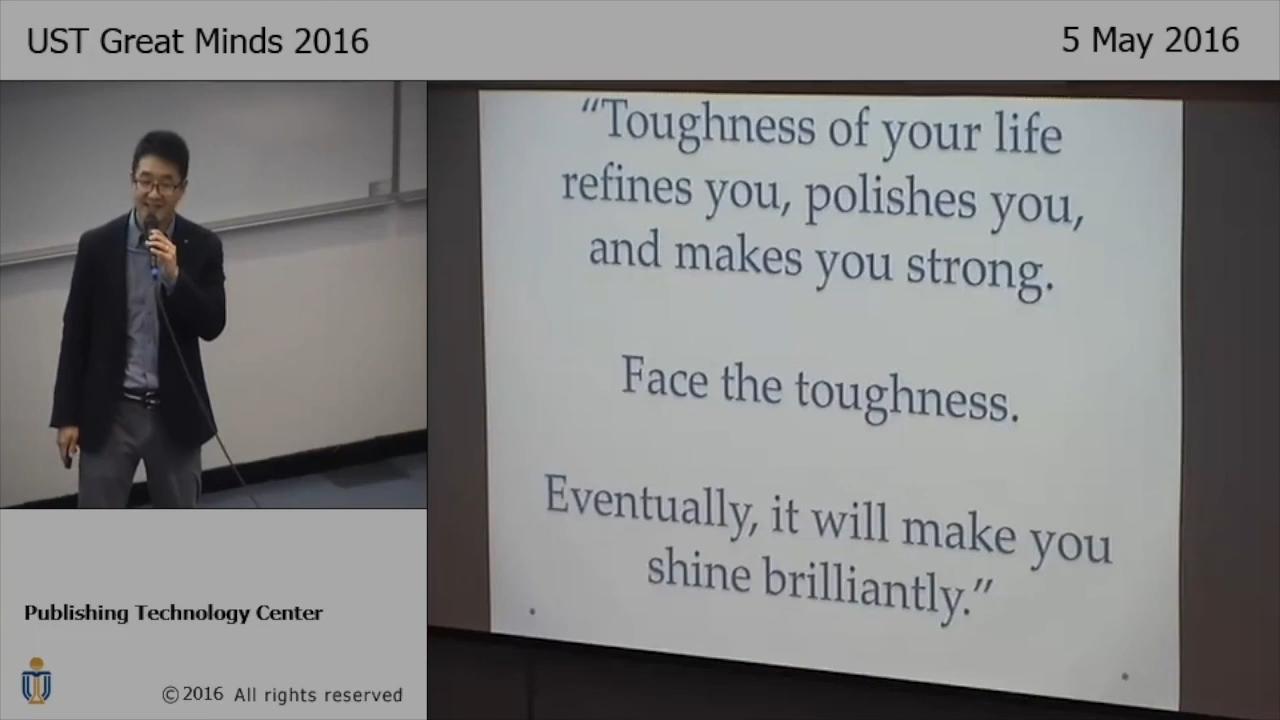 UST Great Minds 2016
5 May 2016
“Toughness of your life
refines you, polishes you,
and makes you strong.
Face the toughness.
Eventually, it will make you
shine brilliantly.”
Publishing Technology Center
©2016 All rights reserved